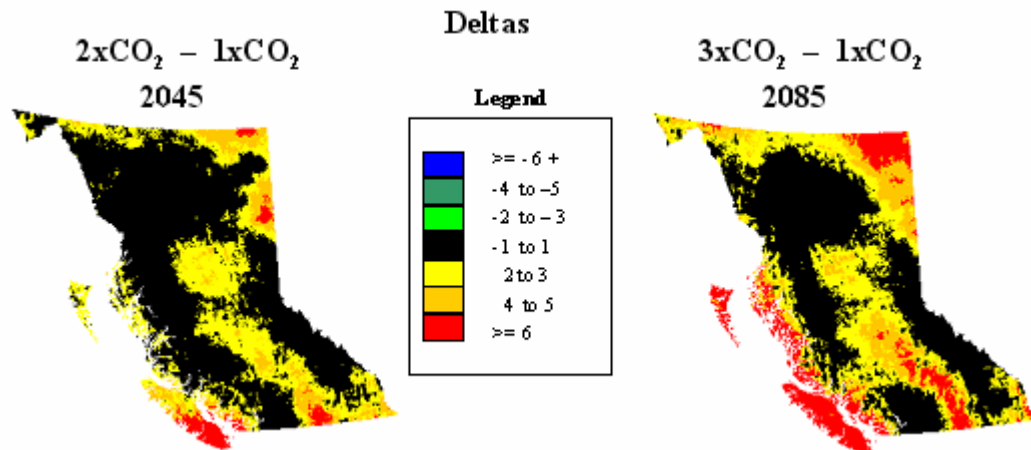 Deltas
2xCO₂ – 1xCO₂
2045
3xCO₂ – 1xCO₂
2085
Legend
>= - 6 +
-4 to –5
-2 to – 3
-1 to 1
2 to 3
4 to 5
>= 6